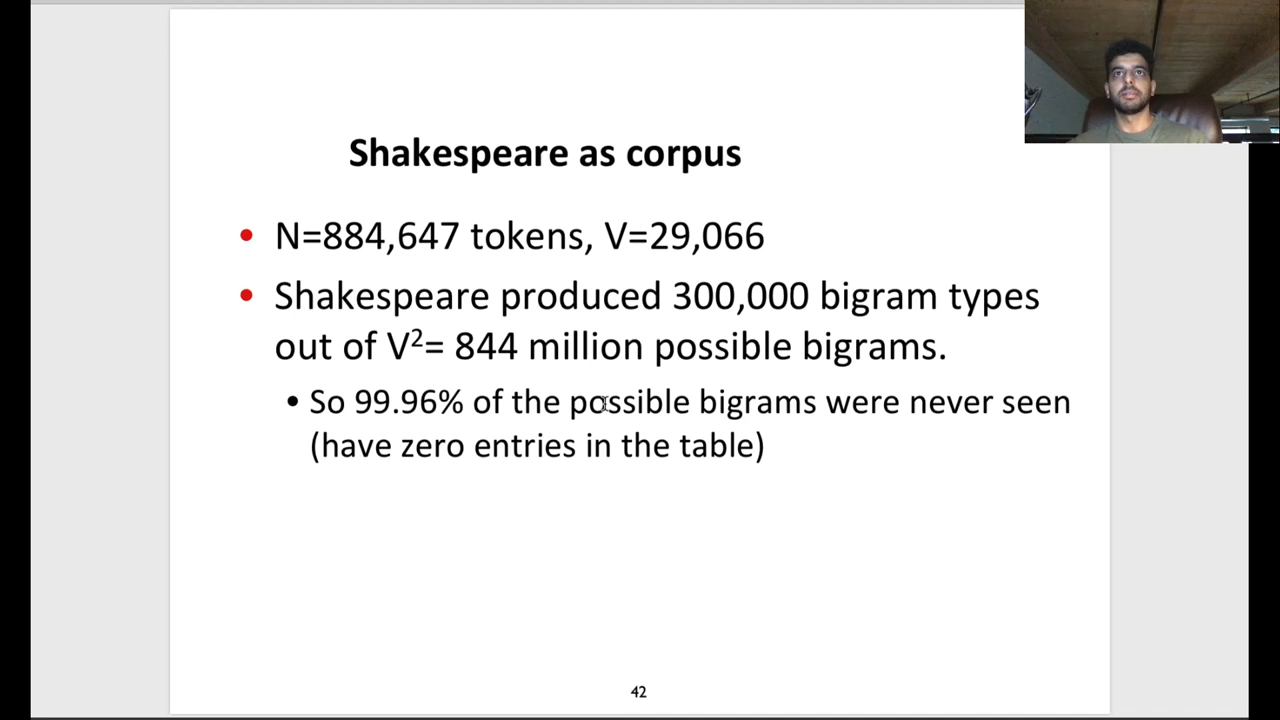 Shakespeare as corpus
• N=884,647 tokens, V=29,066
• Shakespeare produced 300,000 bigram types
out of V²= 844 million possible bigrams.
• So 99.96% of the possible bigrams were never seen
(have zero entries in the table)
42